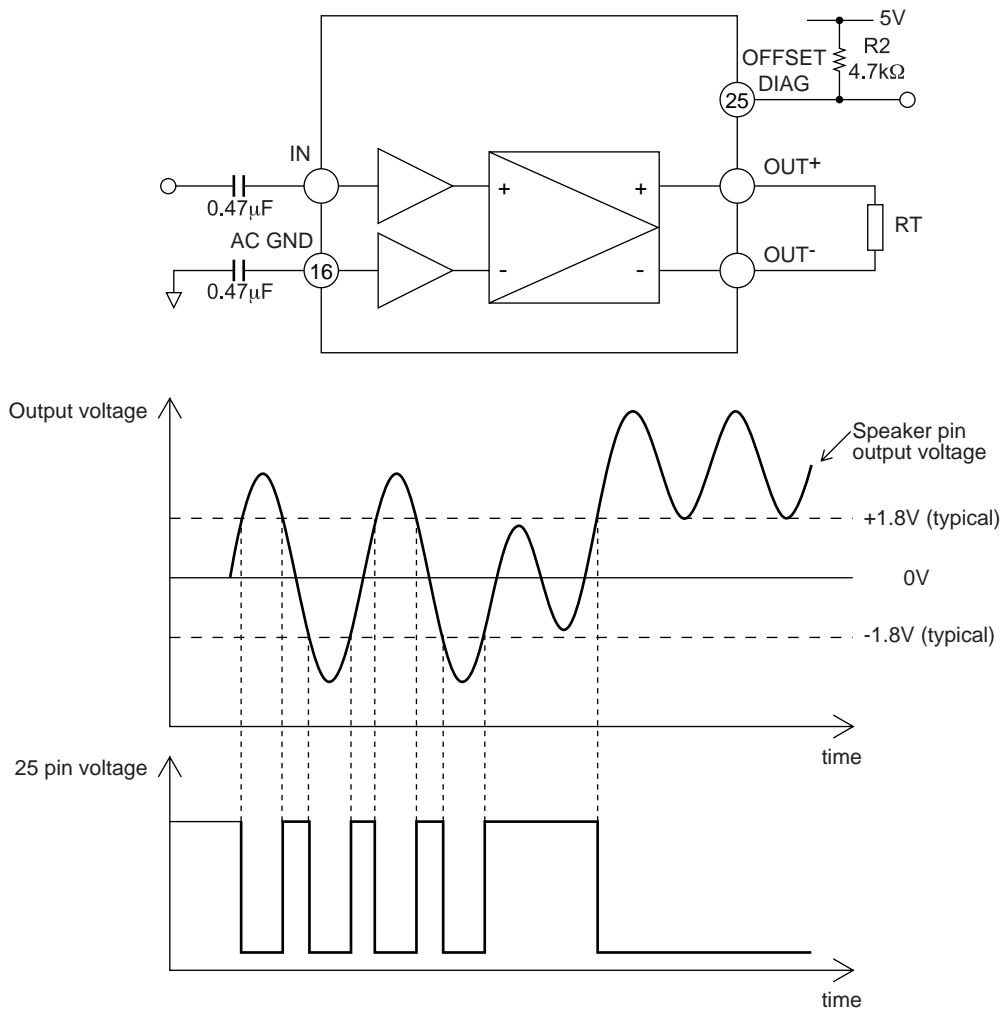 5V
OFFSET
DIAG
R2
4.7kΩ
25
IN
OUT+
+
+
0.47μF
RT
AC GND
OUT-
16
-
-
0.47μF
Output voltage
Speaker pin
output voltage
+1.8V (typical)
0V
-1.8V (typical)
time
25 pin voltage
time